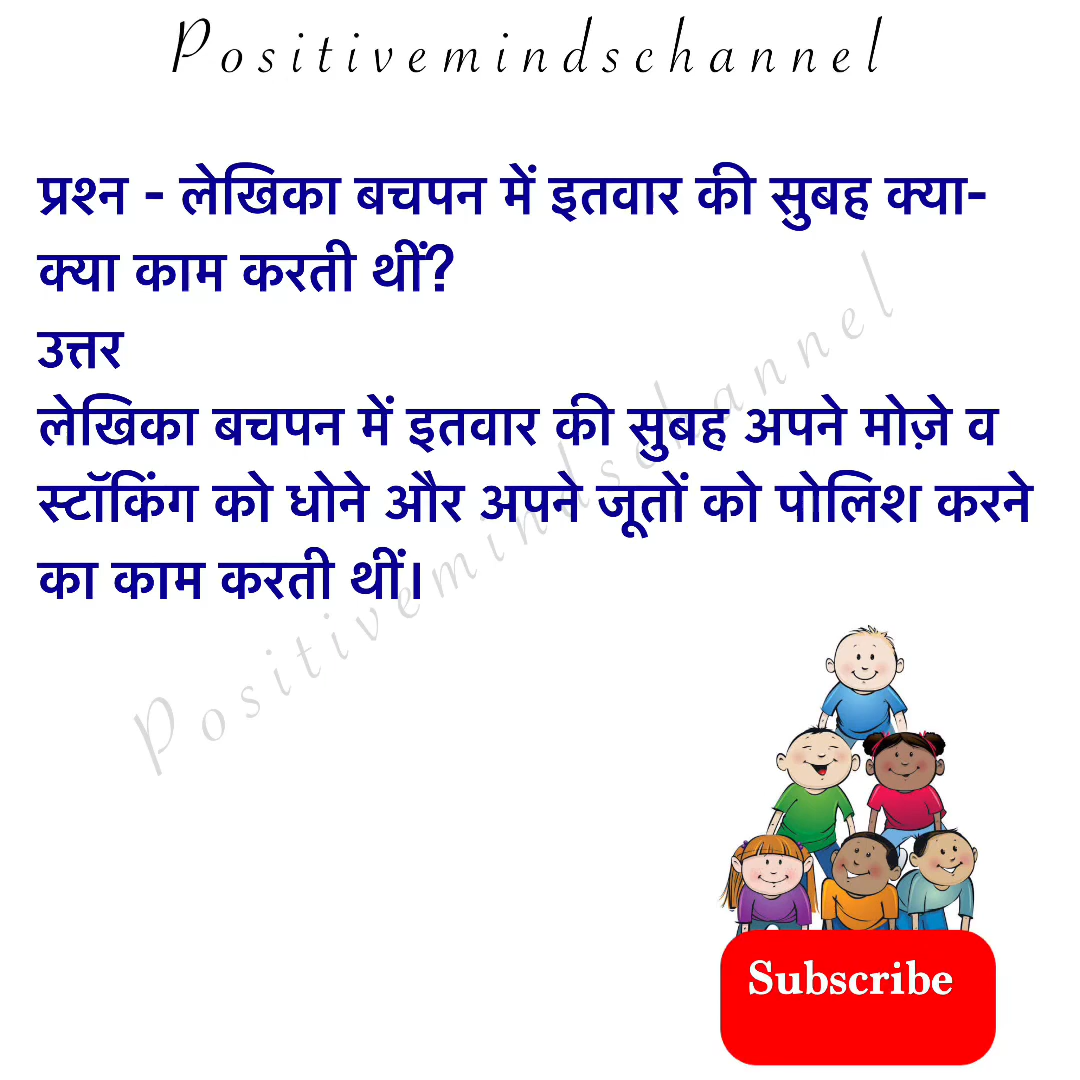 Positivemindschannel
प्रश्न - लेखिका बचपन में इतवार की सुबह क्या-
क्या काम करती थीं?
उत्तर
लेखिका बचपन में इतवार की सुबह अपने मोज़े व
स्टॉकिंग को धोने और अपने जूतों को पोलिश करने
का काम करती थीं।
Positivemindschannel
Subscribe